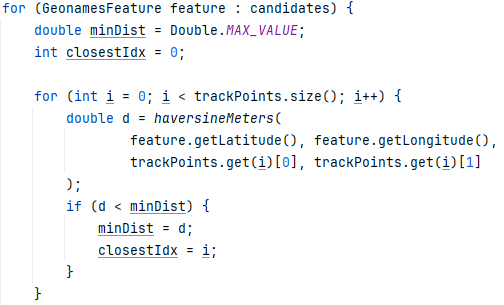 for (GeonamesFeature feature : candidates) {
    double minDist = Double.MAX_VALUE;
    int closestIdx = 0;

    for (int i = 0; i < trackPoints.size(); i++) {
        double d = haversineMeters(
                feature.getLatitude(), feature.getLongitude(),
                trackPoints.get(i)[0], trackPoints.get(i)[1]
        );
        if (d < minDist) {
            minDist = d;
            closestIdx = i;
        }
    }